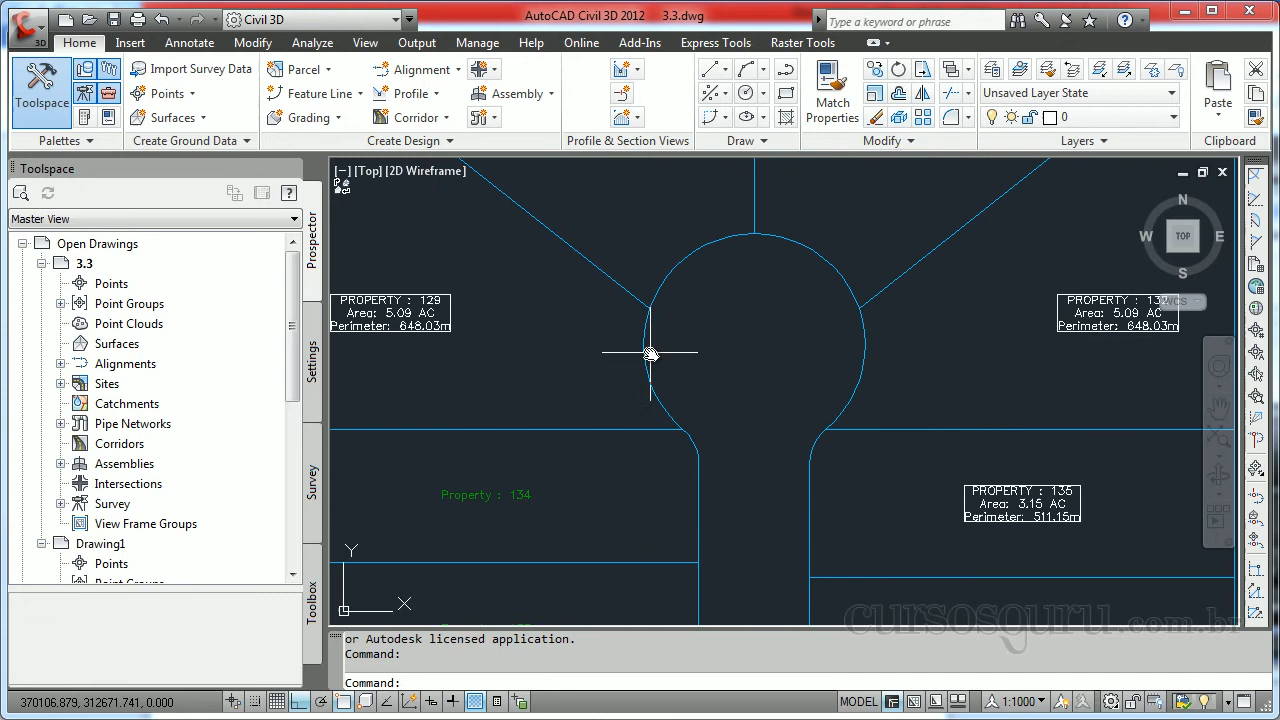 Civil 3D
AutoCAD Civil 3D 2012 3.3.dwg
Type a keyword or phrase
3D
Home Insert Annotate Modify Analyze View Output Manage Help Online Add-Ins Express Tools Raster Tools
Toolspace
Import Survey Data
Points
Surfaces
Parcel
Feature Line
Grading
Alignment
Profile
Corridor
Assembly
Match
Properties
Unsaved Layer State
0
Paste
Palettes
Create Ground Data
Create Design
Profile & Section Views
Draw
Modify
Layers
Clipboard
Toolspace
Master View
Open Drawings
3.3
Points
Point Groups
Point Clouds
Surfaces
Alignments
Sites
Catchments
Pipe Networks
Corridors
Assemblies
Intersections
Survey
View Frame Groups
Drawing1
Points
Point Groups
Prospector
Settings
Survey
Toolbox
[−] [Top] [2D Wireframe]
N
W TOP E
S
WCS
PROPERTY : 129
Area: 5.09 AC
Perimeter: 648.03m
PROPERTY : 132
Area: 5.09 AC
Perimeter: 648.03m
Property : 134
PROPERTY : 135
Area: 3.15 AC
Perimeter: 511.15m
Y
X
cursosguru.com.br
or Autodesk licensed application.
Command:
Command:
370106.879, 312671.741, 0.000
MODEL
1:1000